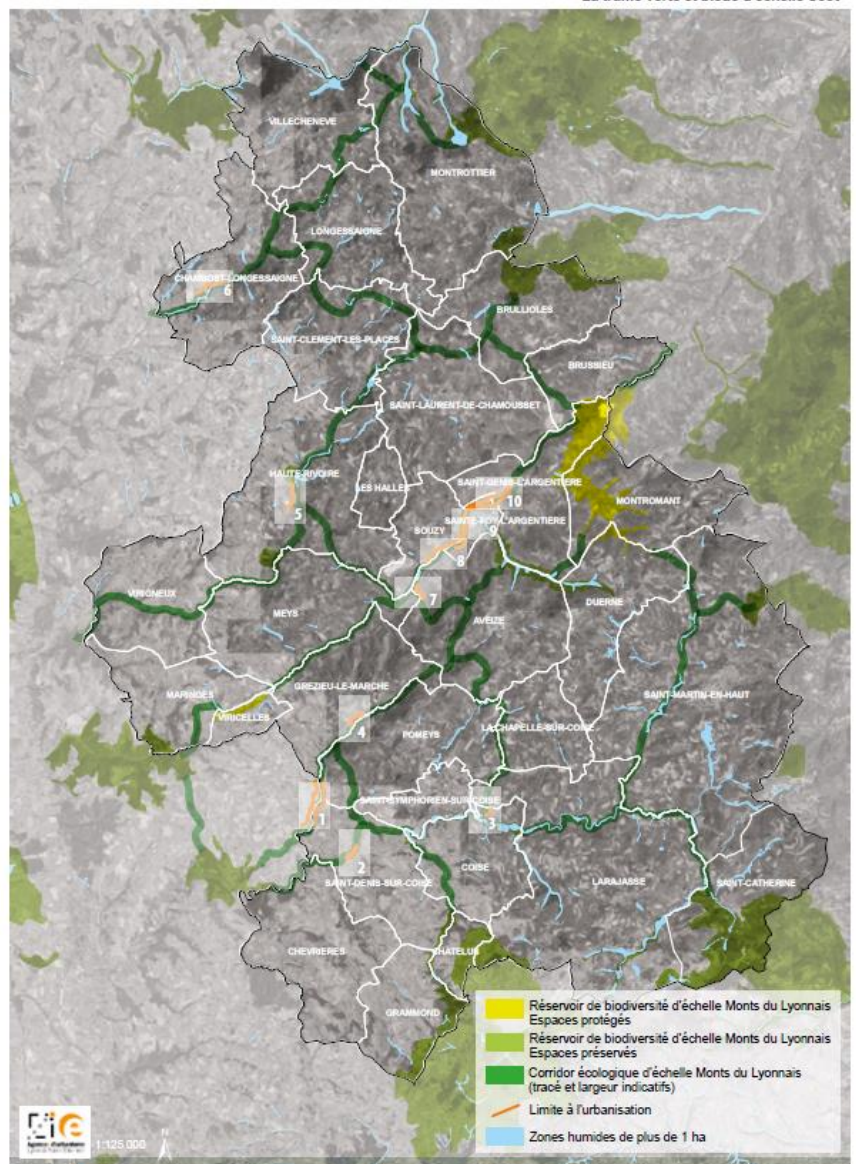 VILLECHENEVE
MONTROTTIER
LONGESSAIGNE
CHAMBOST-LONGESSAIGNE
6
BRULLIOLES
SAINT-CLEMENT-LES-PLACES
BRUSSIEU
SAINT-LAURENT-DE-CHAMOUSSET
HAUTE-RIVOIRE
LES HALLES
SAINT-GENIS-L'ARGENTIERE
10
MONTROMANT
5
SAINTE-FOY-L'ARGENTIERE
SOUZY
9
8
VIRIGNEUX
7
DUERNE
MEYS
AVEIZE
GREZIEU-LE-MARCHE
MARINGES
SAINT-MARTIN-EN-HAUT
VIRICELLES
4
POMEYS
LA CHAPELLE-SUR-COISE
SAINT-SYMPHORIEN-SUR-COISE
1
3
2
COISE
SAINT-DENIS-SUR-COISE
LARAJASSE
SAINT-CATHERINE
CHEVRIERES
CHATELUS
GRAMMOND
Réservoir de biodiversité d'échelle Monts du Lyonnais
Espaces protégés
Réservoir de biodiversité d'échelle Monts du Lyonnais
Espaces préservés
Corridor écologique d'échelle Monts du Lyonnais
(tracé et largeur indicatifs)
Limite à l'urbanisation
Zones humides de plus de 1 ha
1:125 000
N